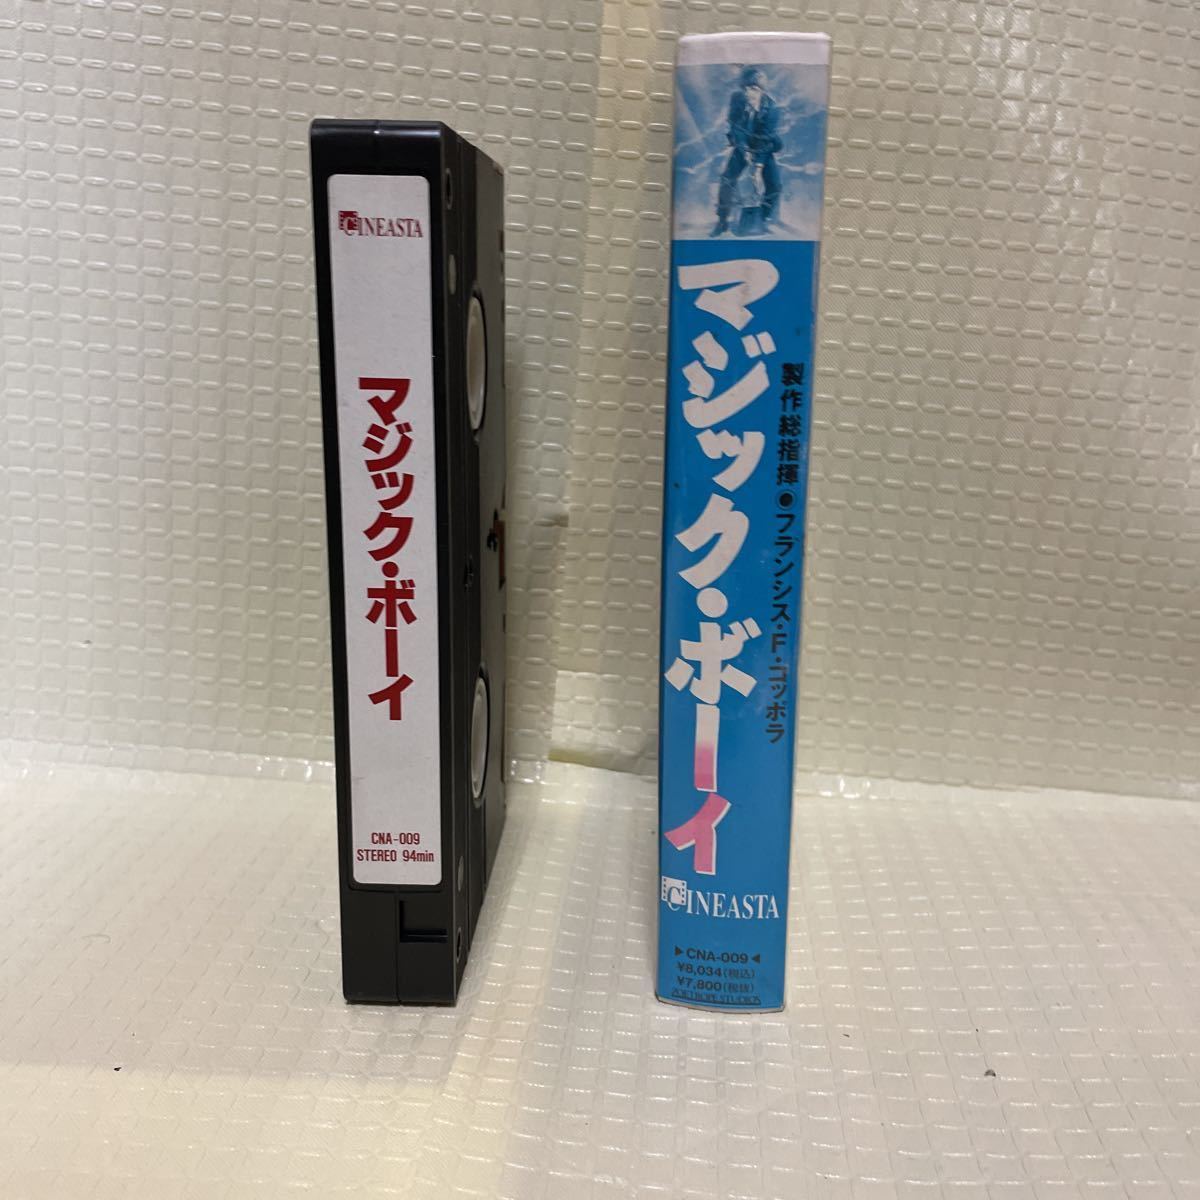 CINEASTA
マジック・ボーイ
CNA-009
STEREO 94min
マジック・ボーイ
製作総指揮●フランシス・F・コッポラ
CINEASTA
▶CNA-009◀
¥8,034(税込)
¥7,800(税抜)
ZOETROPE STUDIOS